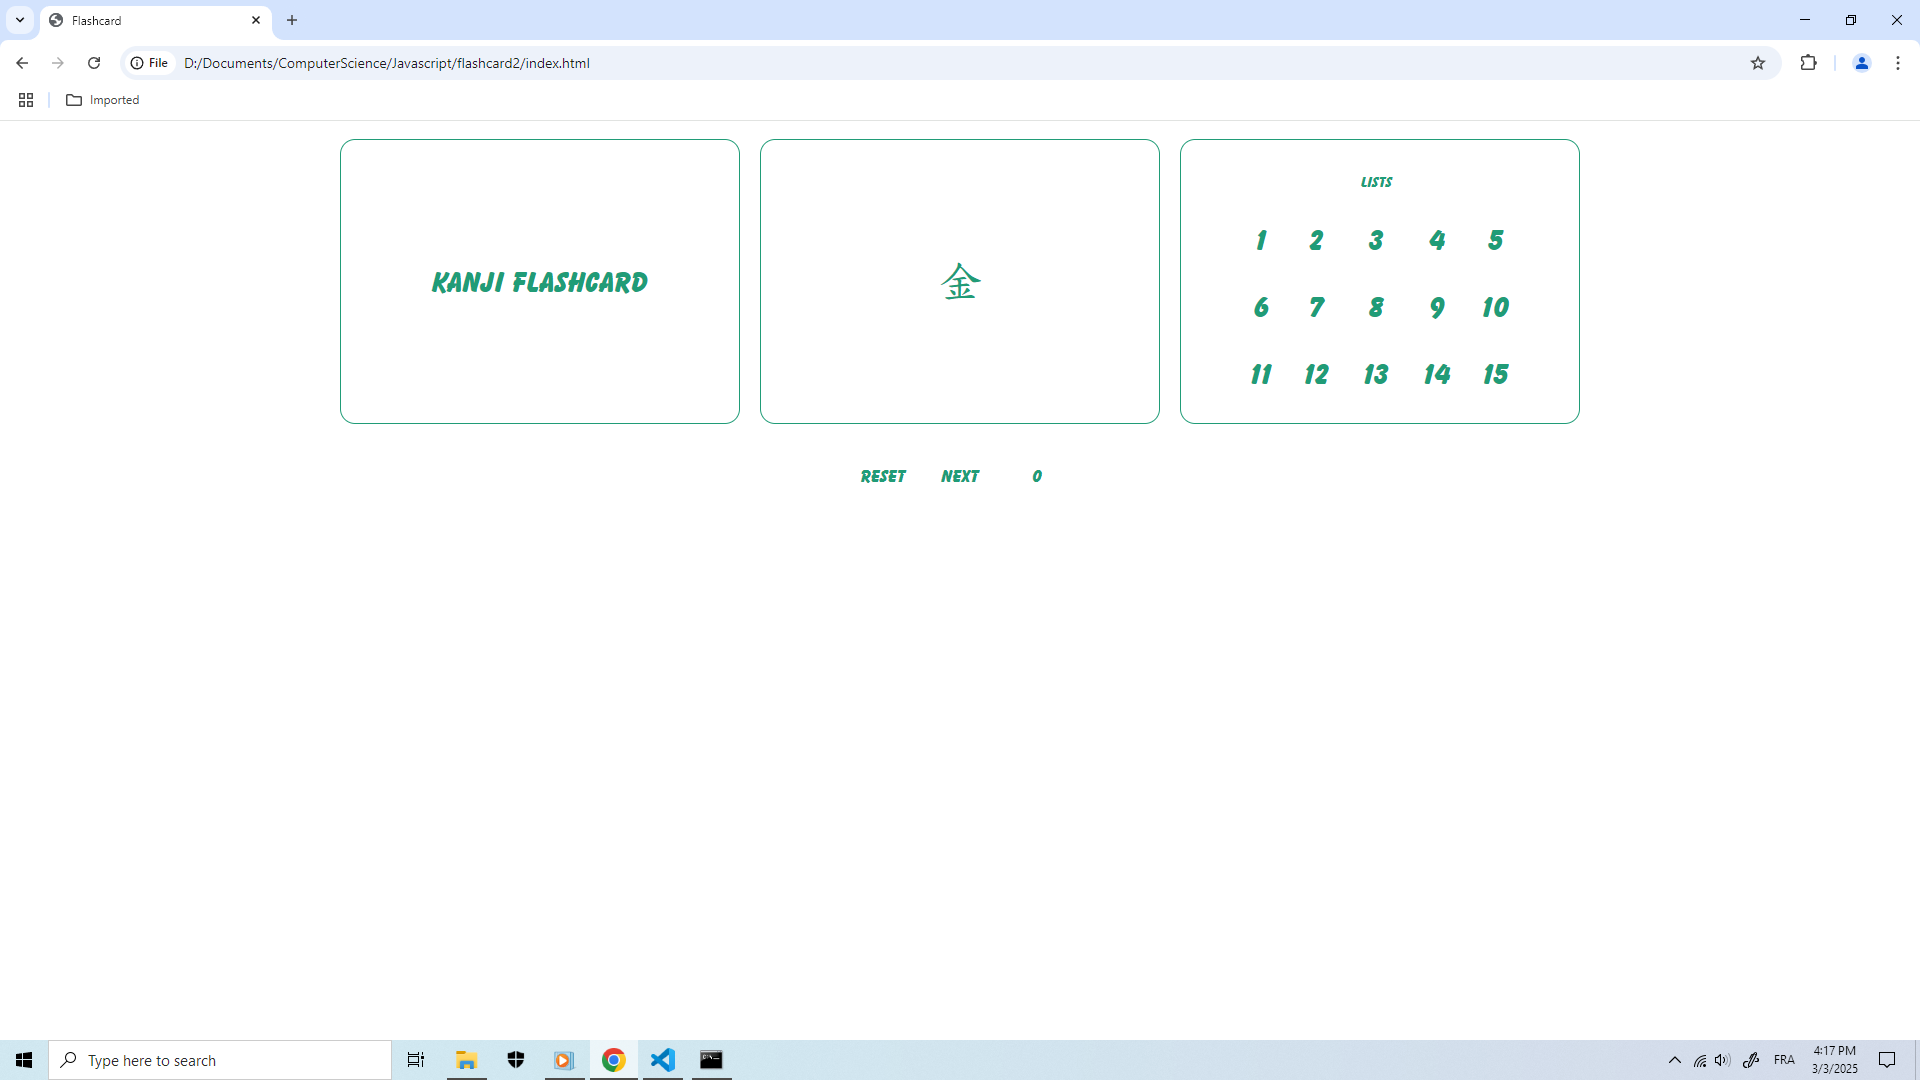 Flashcard
File
D:/Documents/ComputerScience/Javascript/flashcard2/index.html
Imported
KANJI FLASHCARD
金
LISTS
1 2 3 4 5
6 7 8 9 10
11 12 13 14 15
RESET NEXT 0
Type here to search
FRA
4:17 PM
3/3/2025